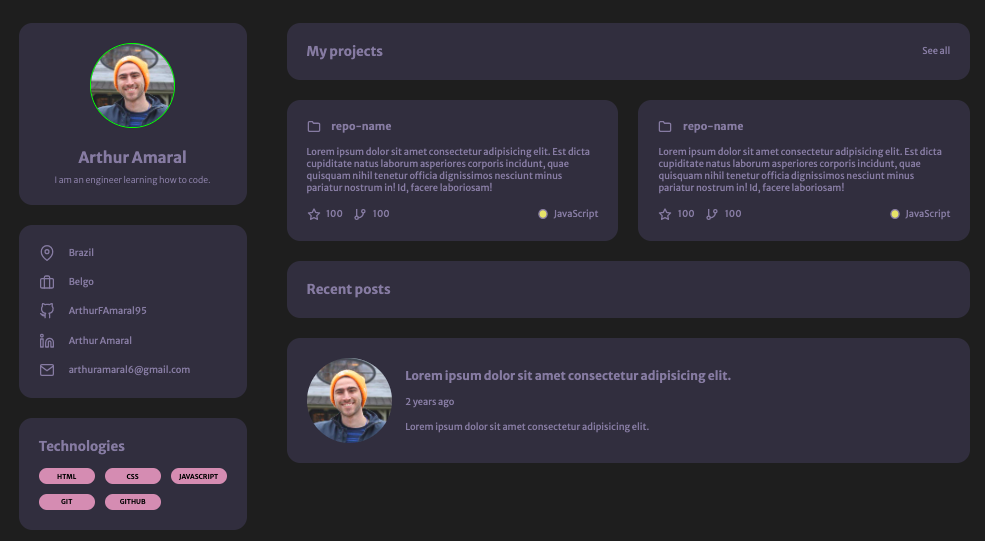 Arthur Amaral
I am an engineer learning how to code.
Brazil
Belgo
ArthurFAmaral95
Arthur Amaral
arthuramaral6@gmail.com
Technologies
HTML
CSS
JAVASCRIPT
GIT
GITHUB
My projects
See all
repo-name
Lorem ipsum dolor sit amet consectetur adipisicing elit. Est dicta
cupiditate natus laborum asperiores corporis incidunt, quae
quisquam nihil tenetur officia dignissimos nesciunt minus
pariatur nostrum in! Id, facere laboriosam!
100
100
JavaScript
repo-name
Lorem ipsum dolor sit amet consectetur adipisicing elit. Est dicta
cupiditate natus laborum asperiores corporis incidunt, quae
quisquam nihil tenetur officia dignissimos nesciunt minus
pariatur nostrum in! Id, facere laboriosam!
100
100
JavaScript
Recent posts
Lorem ipsum dolor sit amet consectetur adipisicing elit.
2 years ago
Lorem ipsum dolor sit amet consectetur adipisicing elit.